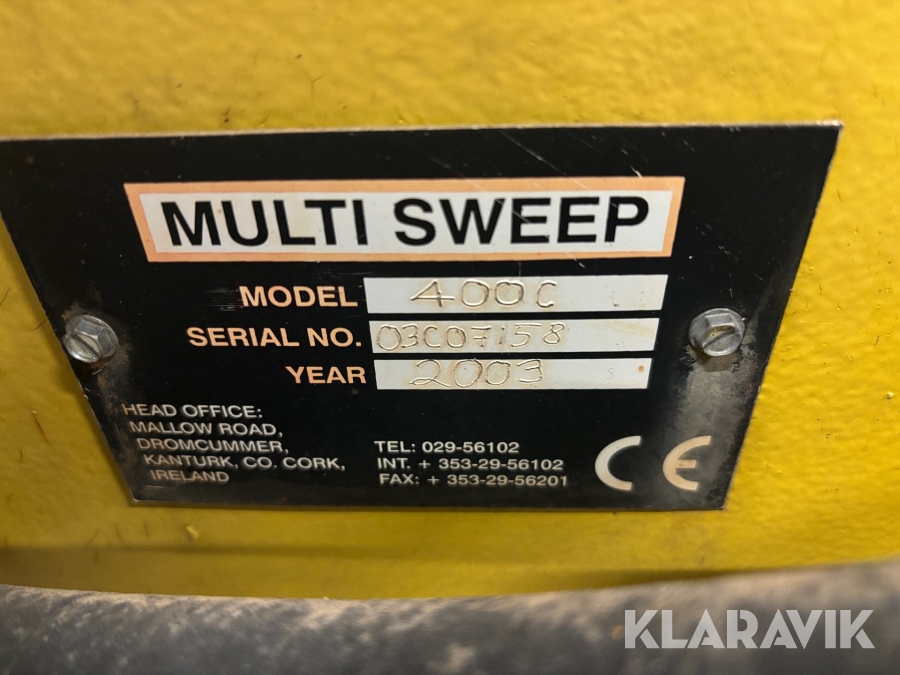 MULTI SWEEP
MODEL 400C
SERIAL NO. 03C07158
YEAR 2003
HEAD OFFICE:
MALLOW ROAD,
DROMCUMMER,
KANTURK, CO. CORK,
IRELAND
TEL: 029-56102
INT. + 353-29-56102
FAX: + 353-29-56201
CE
KLARAVIK